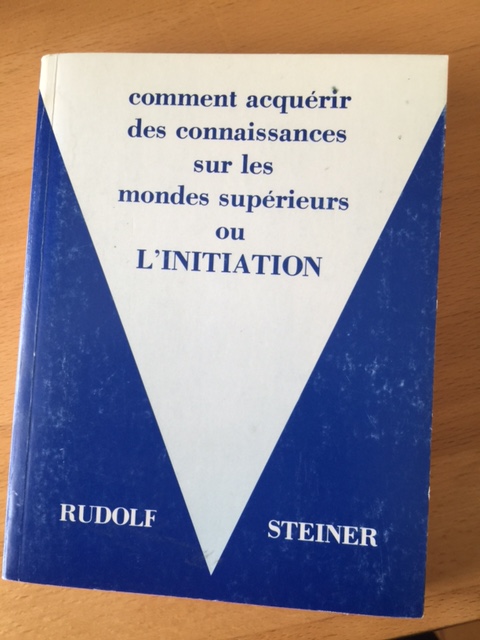 comment acquérir
des connaissances
sur les
mondes supérieurs
ou
L'INITIATION
RUDOLF STEINER